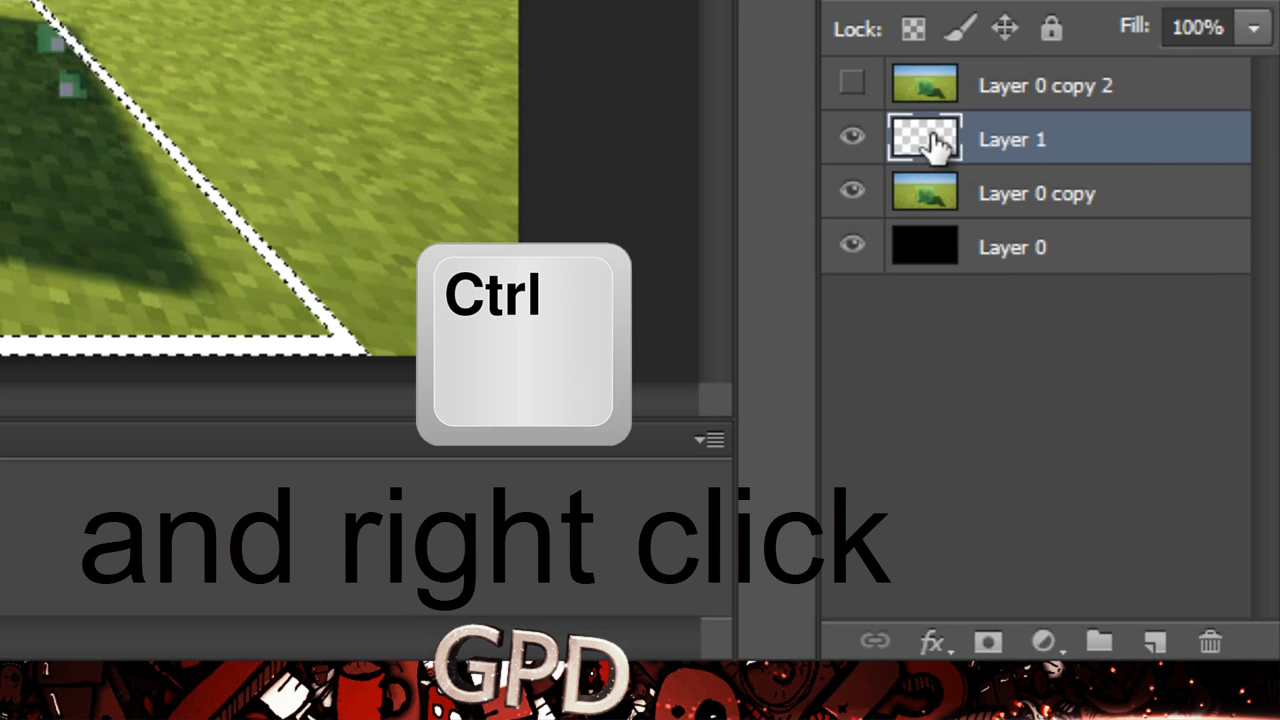 Lock: Fill: 100%
Layer 0 copy 2
Layer 1
Layer 0 copy
Layer 0
Ctrl
and right click
fx
GPD